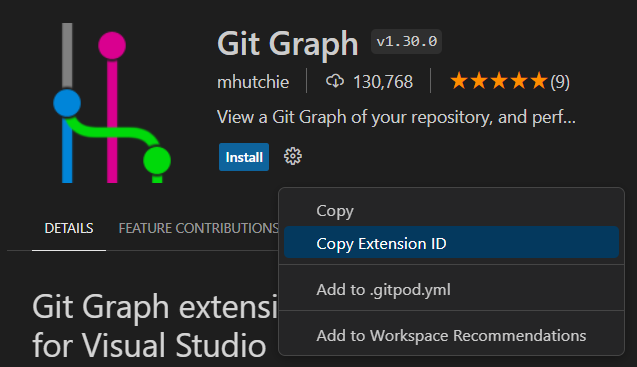 Git Graph v1.30.0
mhutchie 130,768 (9)
View a Git Graph of your repository, and perf...
Install
DETAILS FEATURE CONTRIBUTIONS
Copy
Copy Extension ID
Add to .gitpod.yml
Add to Workspace Recommendations
Git Graph extensi
for Visual Studio